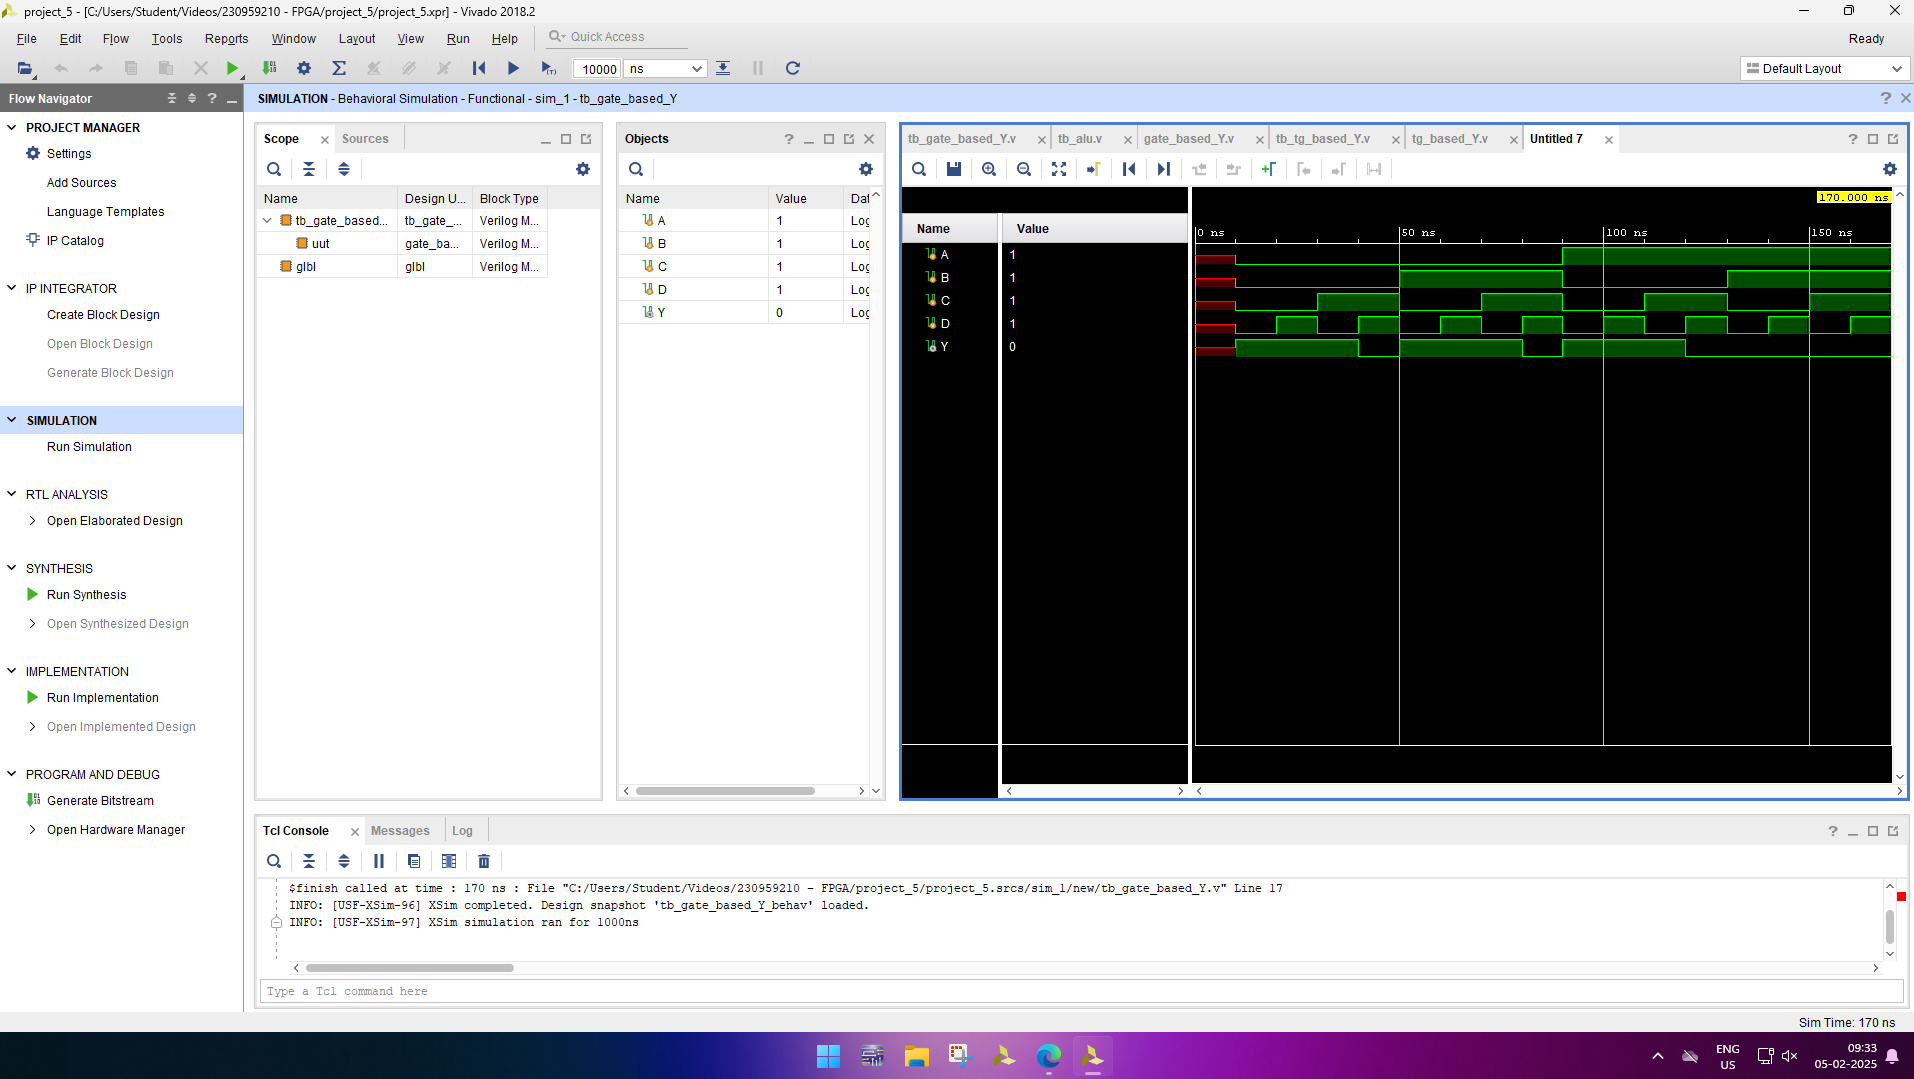 project_5 - [C:/Users/Student/Videos/230959210 - FPGA/project_5/project_5.xpr] - Vivado 2018.2
File Edit Flow Tools Reports Window Layout View Run Help Quick Access Ready
10000 ns Default Layout
Flow Navigator
SIMULATION - Behavioral Simulation - Functional - sim_1 - tb_gate_based_Y
PROJECT MANAGER
Settings
Add Sources
Language Templates
IP Catalog
IP INTEGRATOR
Create Block Design
Open Block Design
Generate Block Design
SIMULATION
Run Simulation
RTL ANALYSIS
Open Elaborated Design
SYNTHESIS
Run Synthesis
Open Synthesized Design
IMPLEMENTATION
Run Implementation
Open Implemented Design
PROGRAM AND DEBUG
Generate Bitstream
Open Hardware Manager
Scope Sources
Name Design U... Block Type
tb_gate_based... tb_gate_... Verilog M...
uut gate_ba... Verilog M...
glbl glbl Verilog M...
Objects
Name Value Dat
A 1 Log
B 1 Log
C 1 Log
D 1 Log
Y 0 Log
tb_gate_based_Y.v tb_alu.v gate_based_Y.v tb_tg_based_Y.v tg_based_Y.v Untitled 7
170.000 ns
Name Value 0 ns 50 ns 100 ns 150 ns
A 1
B 1
C 1
D 1
Y 0
Tcl Console Messages Log
$finish called at time : 170 ns : File "C:/Users/Student/Videos/230959210 - FPGA/project_5/project_5.srcs/sim_1/new/tb_gate_based_Y.v" Line 17
INFO: [USF-XSim-96] XSim completed. Design snapshot 'tb_gate_based_Y_behav' loaded.
INFO: [USF-XSim-97] XSim simulation ran for 1000ns
Type a Tcl command here
Sim Time: 170 ns
ENG
US
09:33
05-02-2025